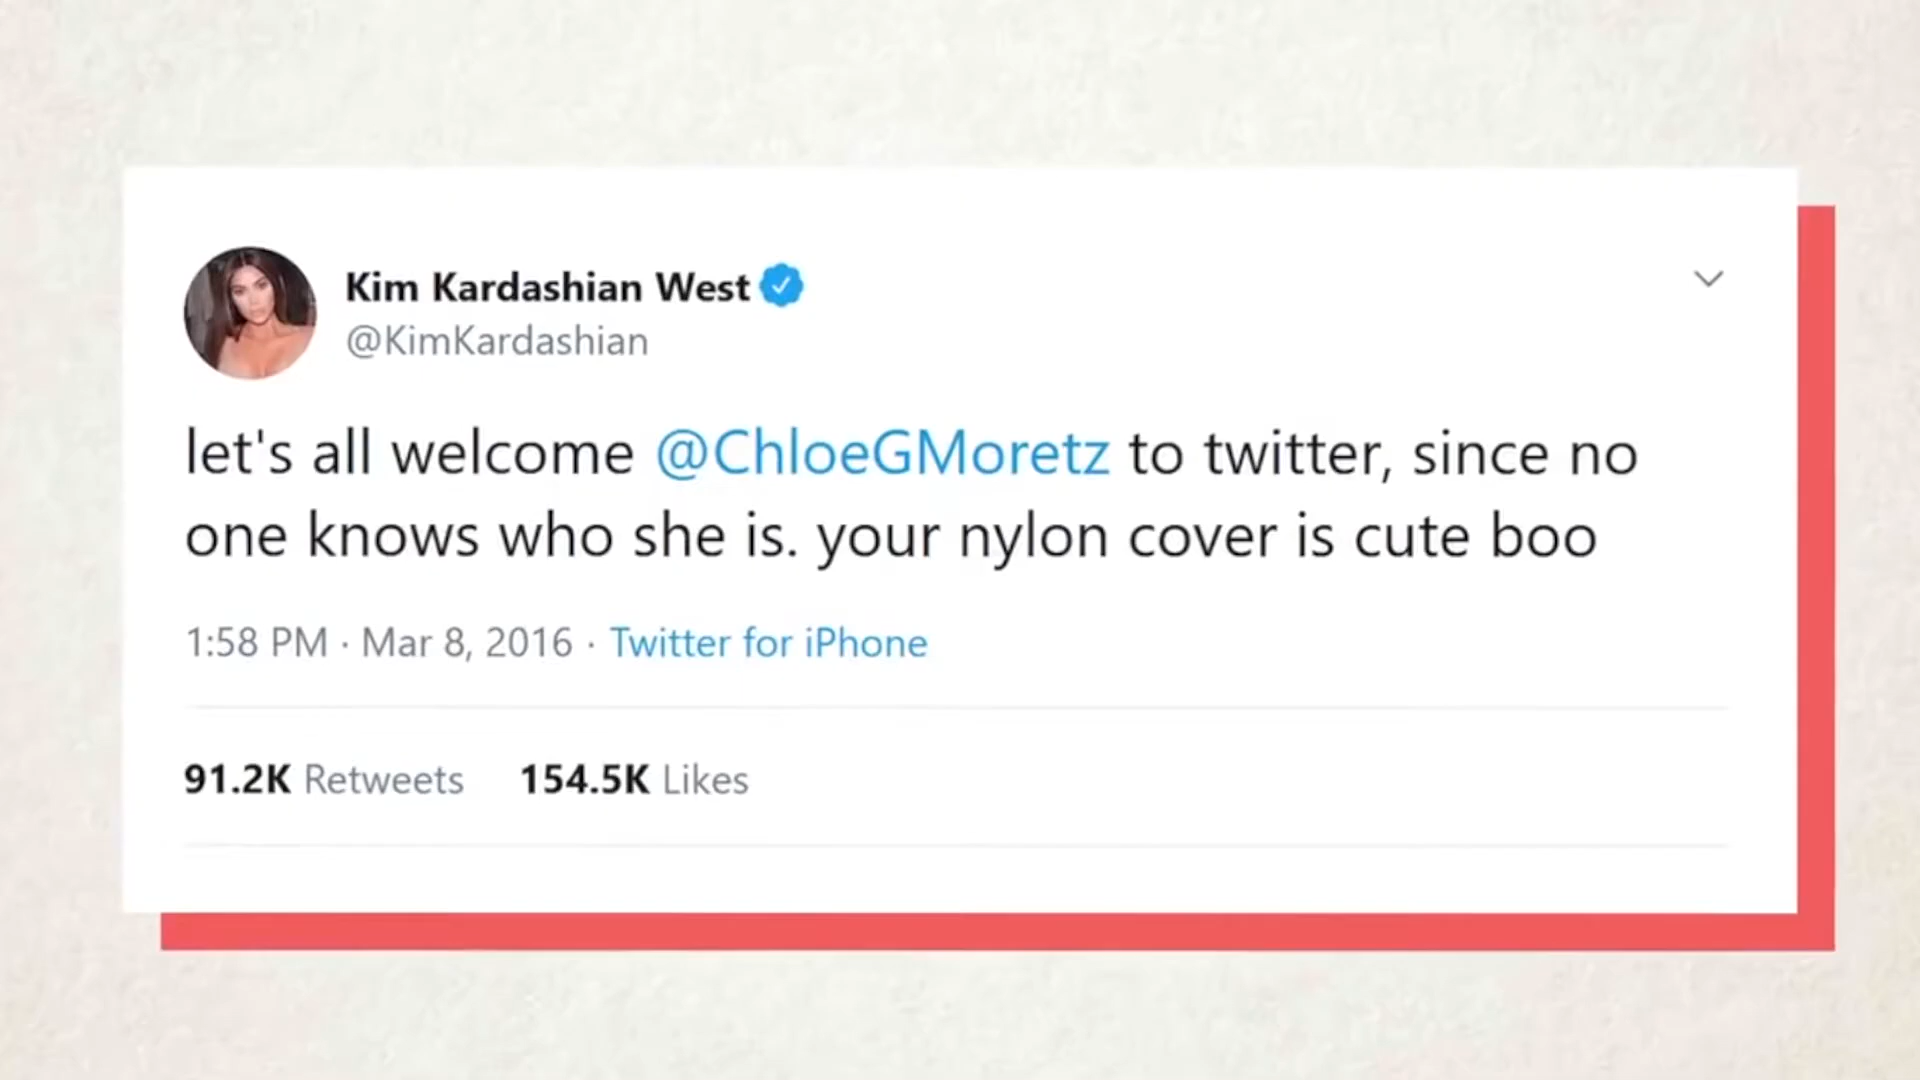 Kim Kardashian West
@KimKardashian
let's all welcome @ChloeGMoretz to twitter, since no
one knows who she is. your nylon cover is cute boo
1:58 PM · Mar 8, 2016 · Twitter for iPhone
91.2K Retweets 154.5K Likes